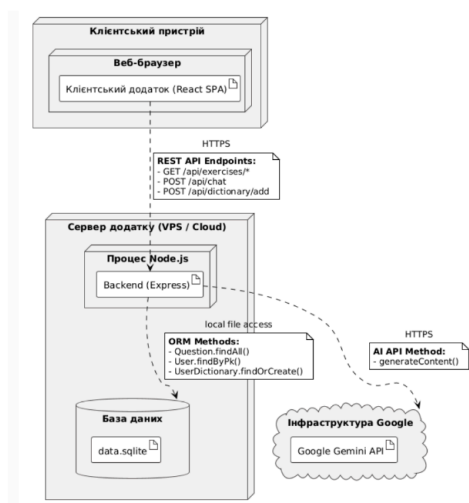 Клієнтський пристрій
Веб-браузер
Клієнтський додаток (React SPA)
HTTPS
REST API Endpoints:
- GET /api/exercises/*
- POST /api/chat
- POST /api/dictionary/add
Сервер додатку (VPS / Cloud)
Процес Node.js
Backend (Express)
local file access
ORM Methods:
- Question.findAll()
- User.findByPk()
- UserDictionary.findOrCreate()
HTTPS
AI API Method:
- generateContent()
База даних
data.sqlite
Інфраструктура Google
Google Gemini API